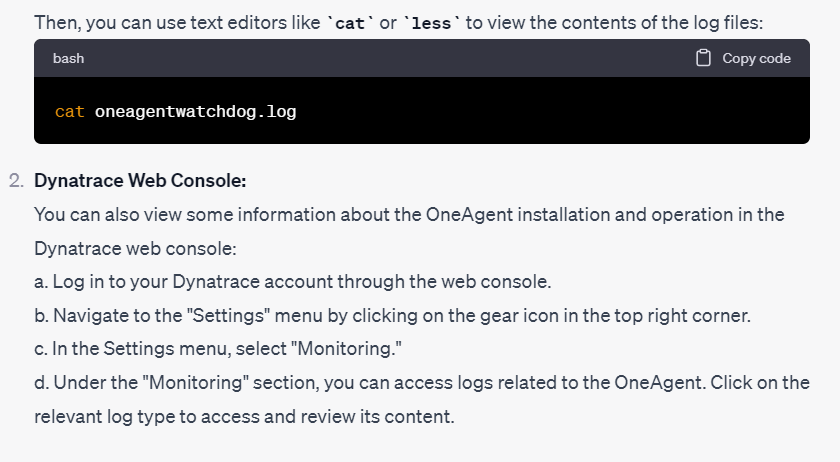 Then, you can use text editors like `cat` or `less` to view the contents of the log files:
bash
Copy code
cat oneagentwatchdog.log
2. Dynatrace Web Console:
You can also view some information about the OneAgent installation and operation in the
Dynatrace web console:
a. Log in to your Dynatrace account through the web console.
b. Navigate to the "Settings" menu by clicking on the gear icon in the top right corner.
c. In the Settings menu, select "Monitoring."
d. Under the "Monitoring" section, you can access logs related to the OneAgent. Click on the
relevant log type to access and review its content.